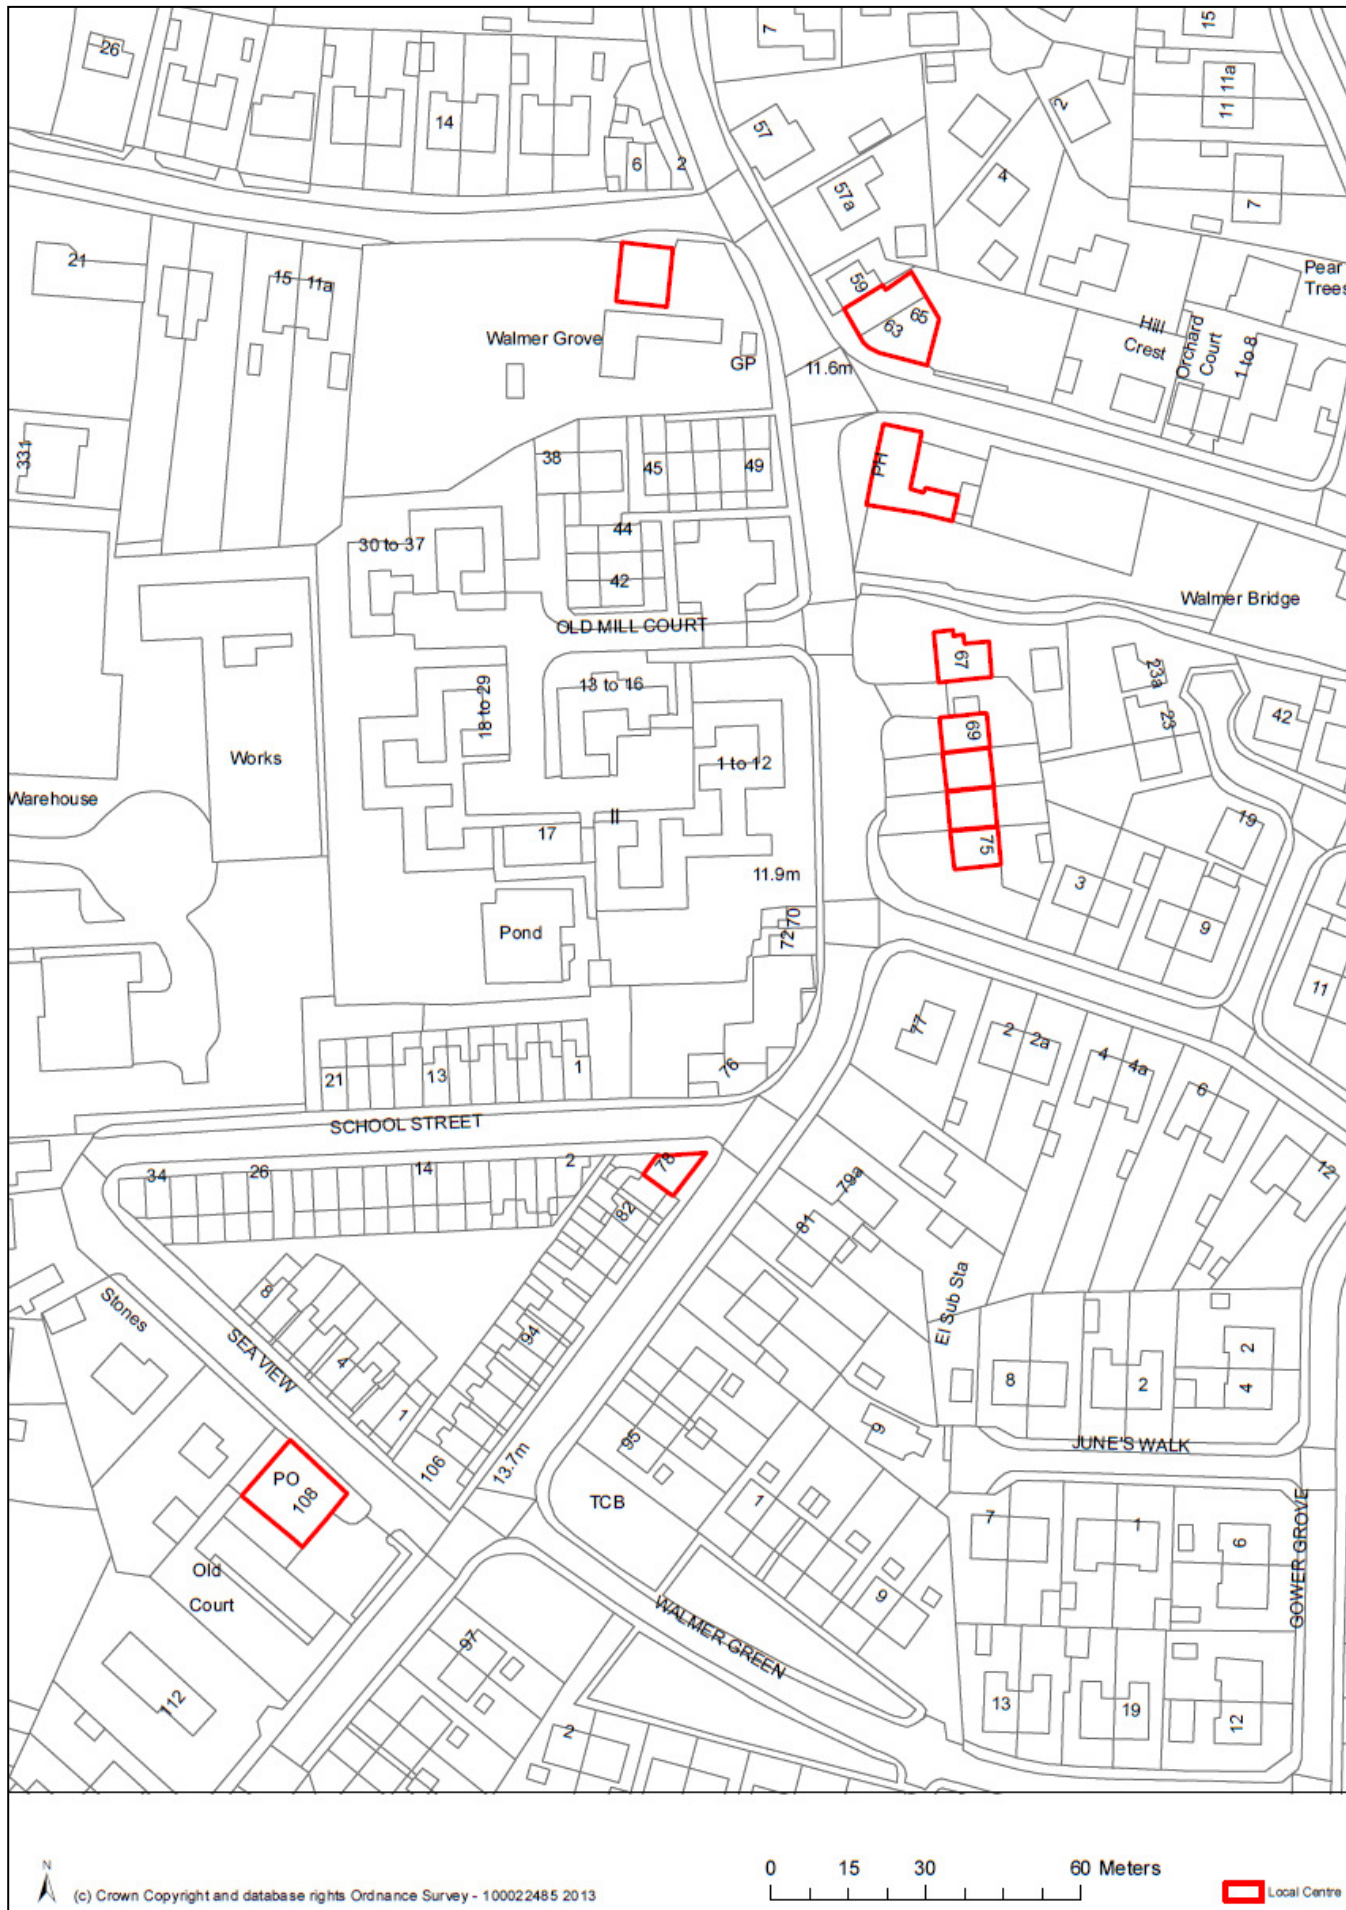 26
14
6
2
7
57
57a
15
11 11a
2
4
7
21
15
11a
59
63
65
Pear
Trees
Hill
Crest
Orchard
Court
1 to 8
Walmer Grove
GP
11.6m
331
38
45
49
PH
30 to 37
44
42
OLD MILL COURT
Walmer Bridge
13 to 16
18 to 29
67
23a
23
42
69
Works
1 to 12
Warehouse
17
II
75
19
11.9m
3
9
Pond
70
72
11
77
2
2a
4
4a
6
12
21
13
1
76
SCHOOL STREET
34
26
14
2
78
82
79a
81
El Sub Sta
Stones
8
SEA VIEW
4
1
94
106
13.7m
95
TCB
1
9
8
2
2
4
JUNE'S WALK
PO
108
Old
Court
7
1
6
GOWER GROVE
9
WALMER GREEN
97
112
2
13
19
12
N
(c) Crown Copyright and database rights Ordnance Survey - 100022485 2013
0 15 30 60 Meters
Local Centre